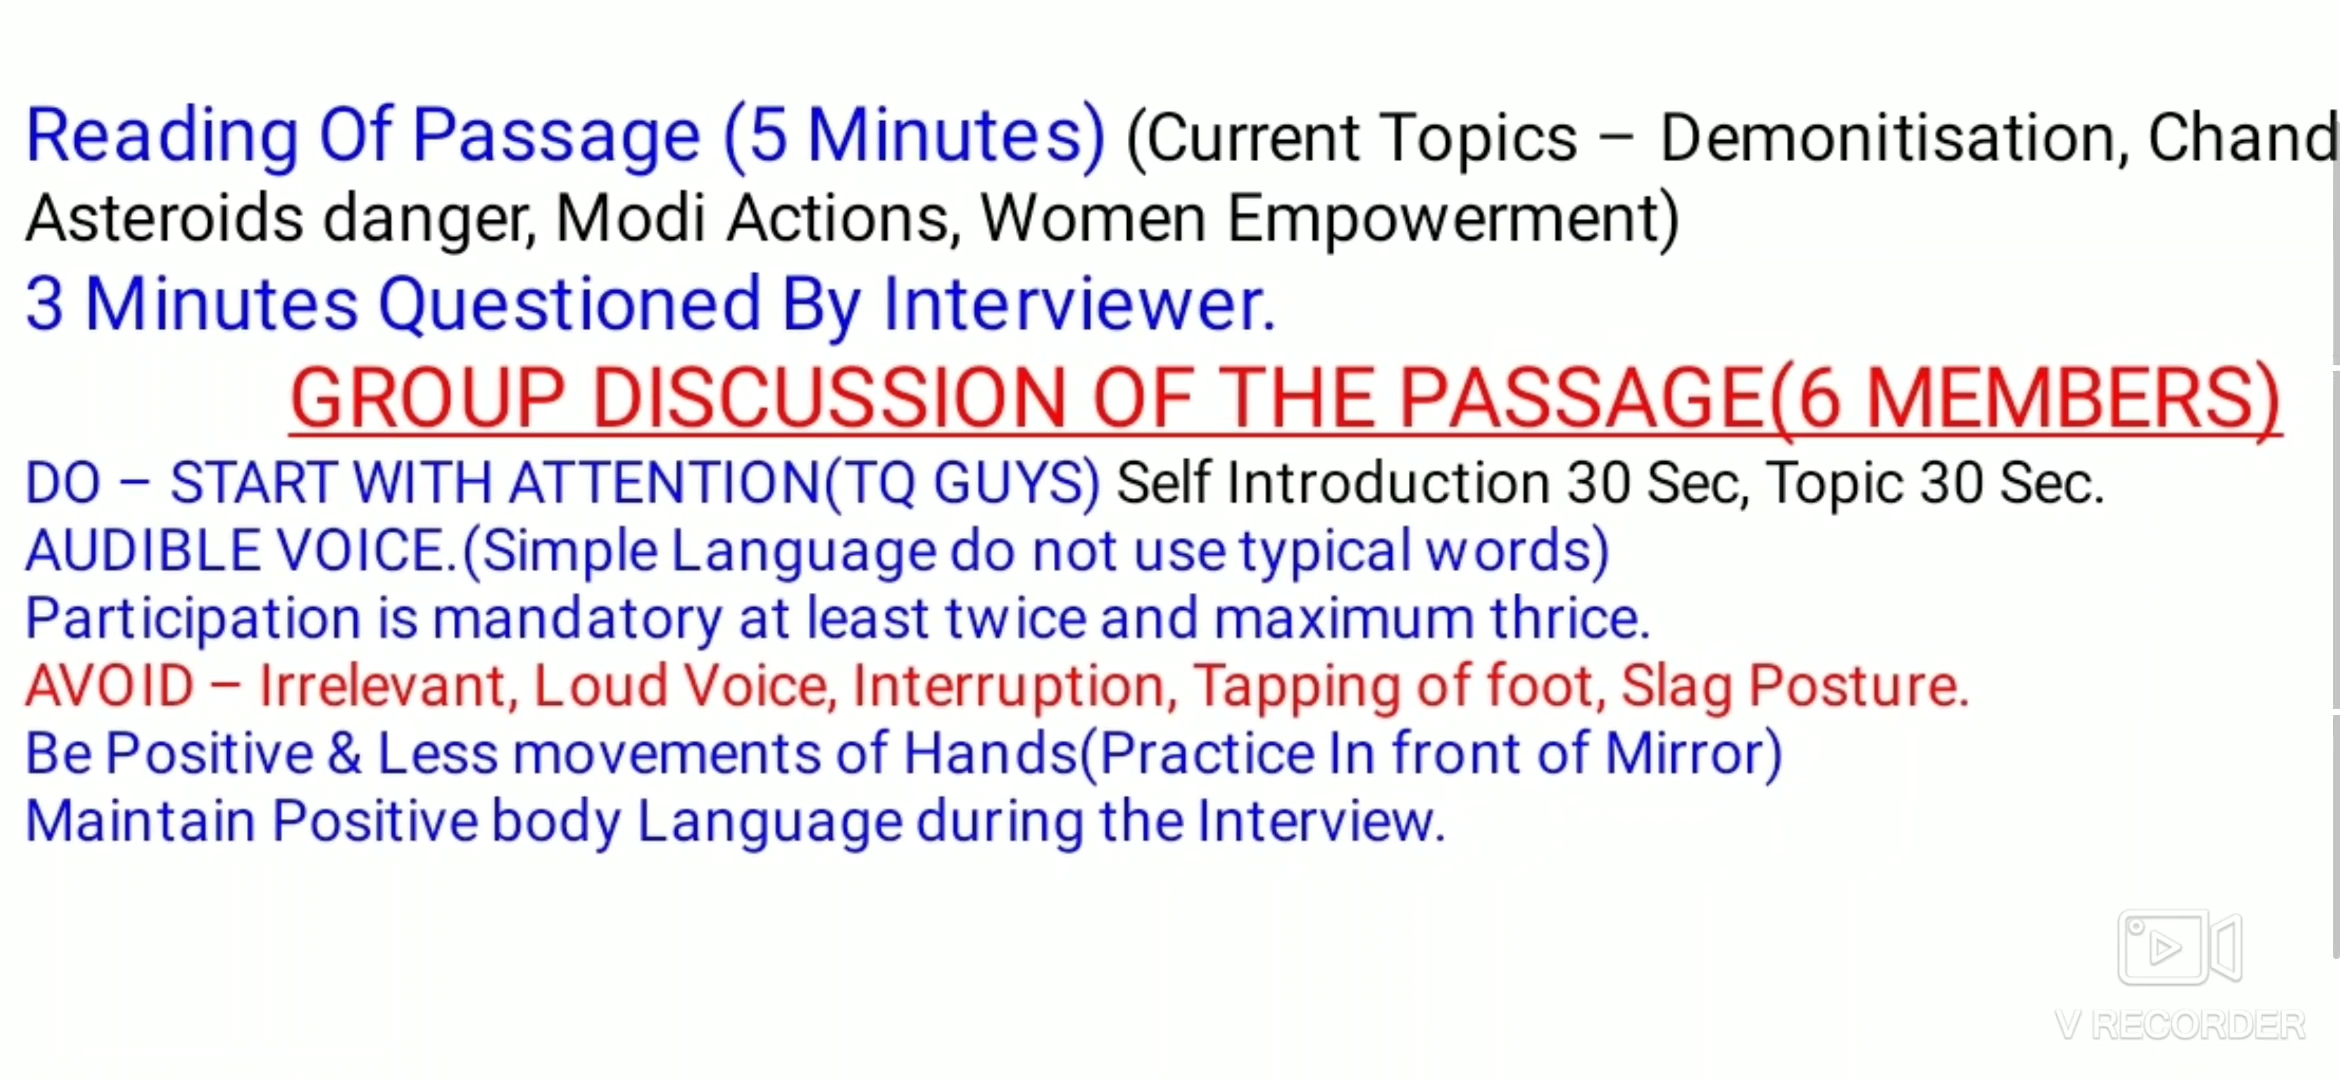 Reading Of Passage (5 Minutes) (Current Topics – Demonitisation, Chand
Asteroids danger, Modi Actions, Women Empowerment)
3 Minutes Questioned By Interviewer.
GROUP DISCUSSION OF THE PASSAGE(6 MEMBERS)
DO – START WITH ATTENTION(TQ GUYS) Self Introduction 30 Sec, Topic 30 Sec.
AUDIBLE VOICE.(Simple Language do not use typical words)
Participation is mandatory at least twice and maximum thrice.
AVOID – Irrelevant, Loud Voice, Interruption, Tapping of foot, Slag Posture.
Be Positive & Less movements of Hands(Practice In front of Mirror)
Maintain Positive body Language during the Interview.
V RECORDER